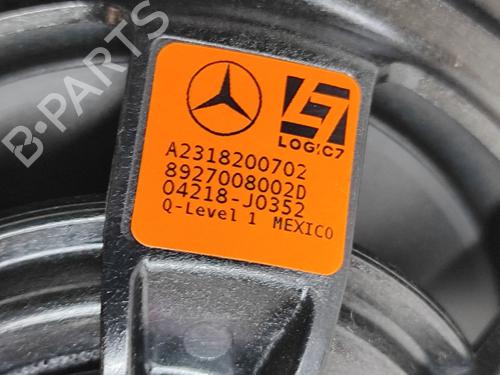 B-PARTS
LOGIC7
A2318200702
8927008002D
04218-J0352
Q-Level 1 MEXICO